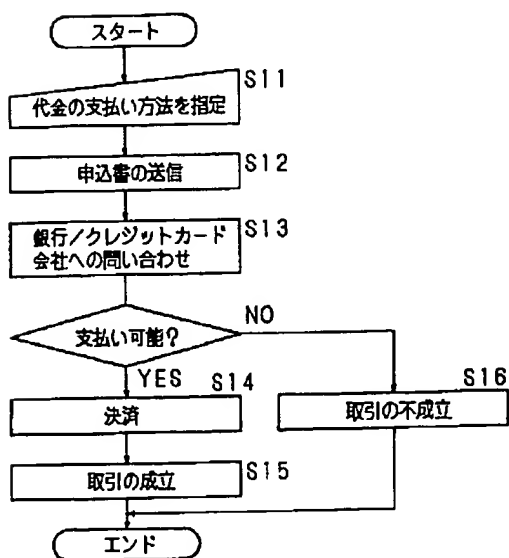 スタート
S11
代金の支払い方法を指定
S12
申込書の送信
S13
銀行/クレジットカード
会社への問い合わせ
支払い可能?
NO
YES
S14
S16
決済
取引の不成立
取引の成立
S15
エンド